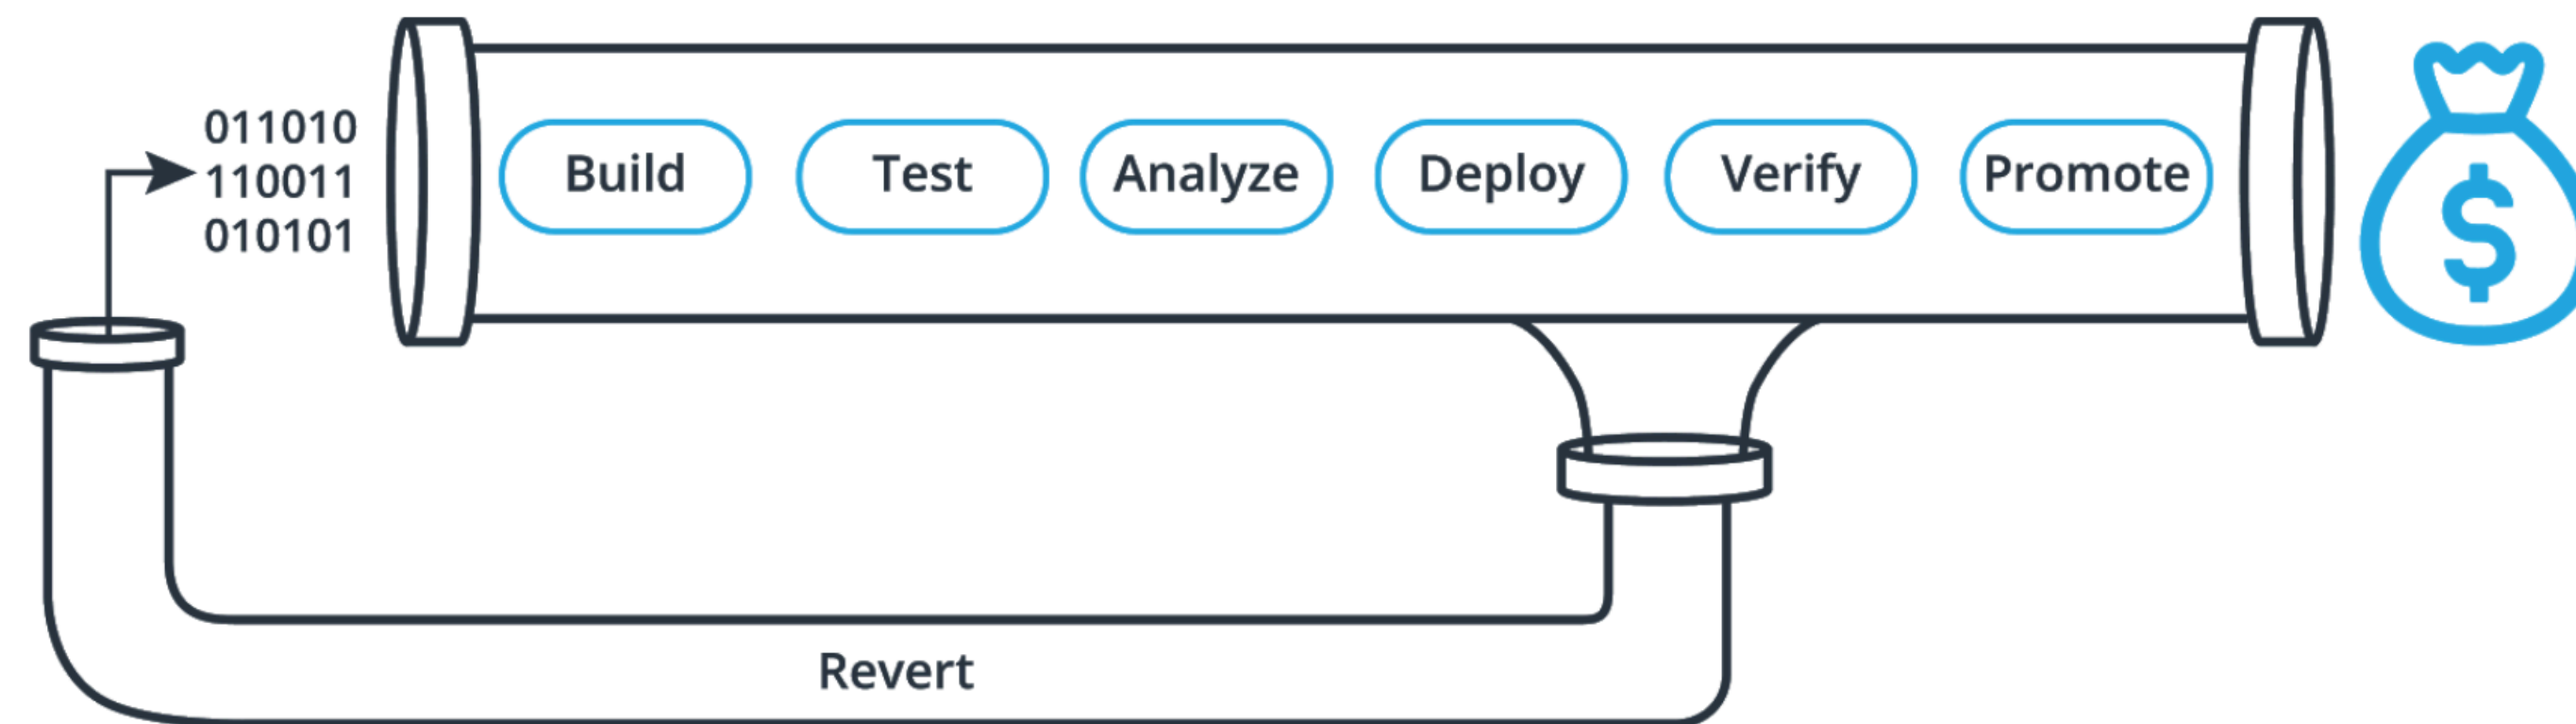 011010
110011
010101
Build
Test
Analyze
Deploy
Verify
Promote
$
Revert